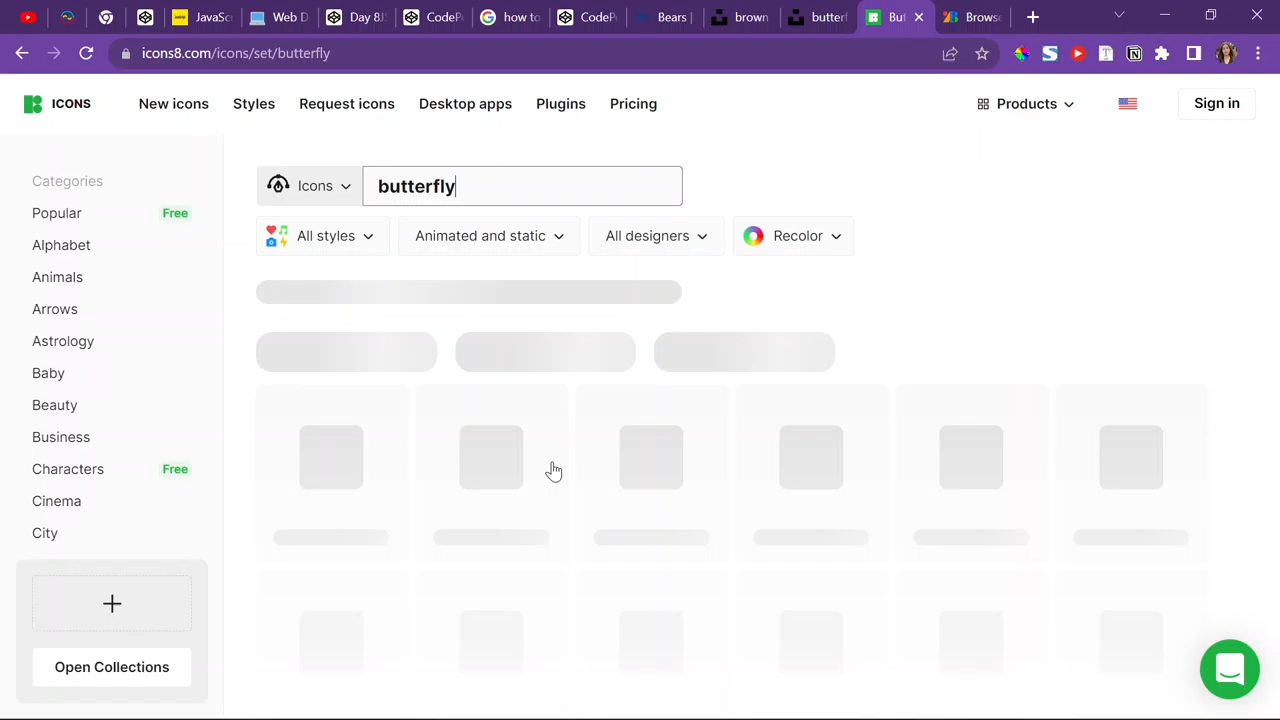 JavaSc
Web D
Day 8J
CodeP
how to
CodeP
Bears |
brown
butterf
But
Brows
icons8.com/icons/set/butterfly
ICONS
New icons
Styles
Request icons
Desktop apps
Plugins
Pricing
Products
Sign in
Categories
Popular Free
Alphabet
Animals
Arrows
Astrology
Baby
Beauty
Business
Characters Free
Cinema
City
Open Collections
Icons
butterfly
All styles
Animated and static
All designers
Recolor